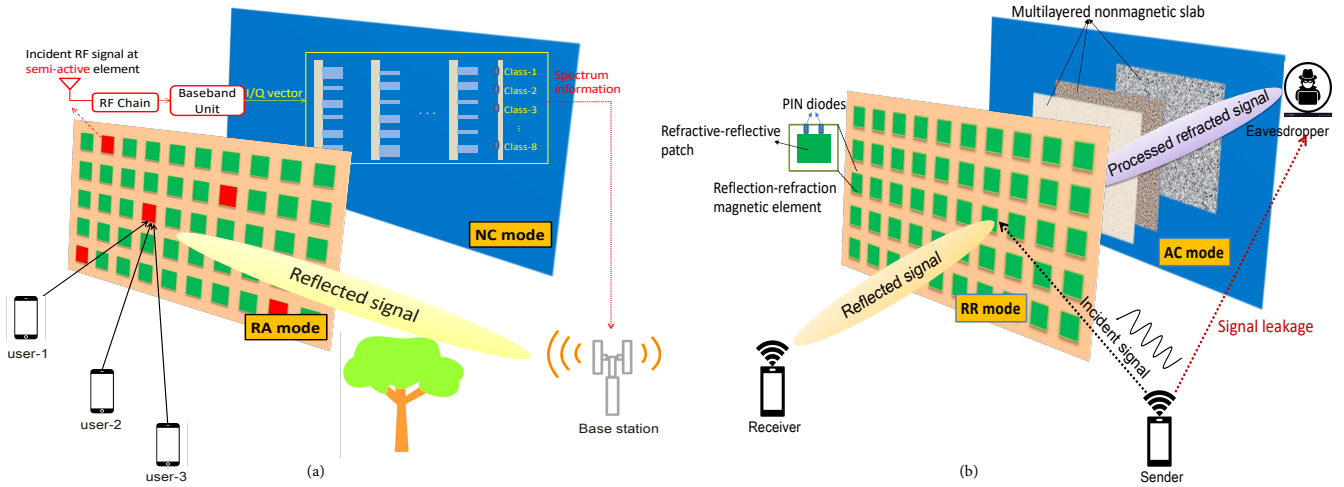 Incident RF signal at
semi-active element
RF Chain
Baseband
Unit
I/Q vector
Class-1
Class-2
Class-3
Class-8
Spectrum
information
NC mode
Reflected signal
RA mode
user-1
user-2
user-3
Base station
(a)
Multilayered nonmagnetic slab
PIN diodes
Refractive-reflective
patch
Reflection-refraction
magnetic element
Processed refracted signal
Eavesdropper
AC mode
Reflected signal
RR mode
Incident signal
Signal leakage
Receiver
Sender
(b)